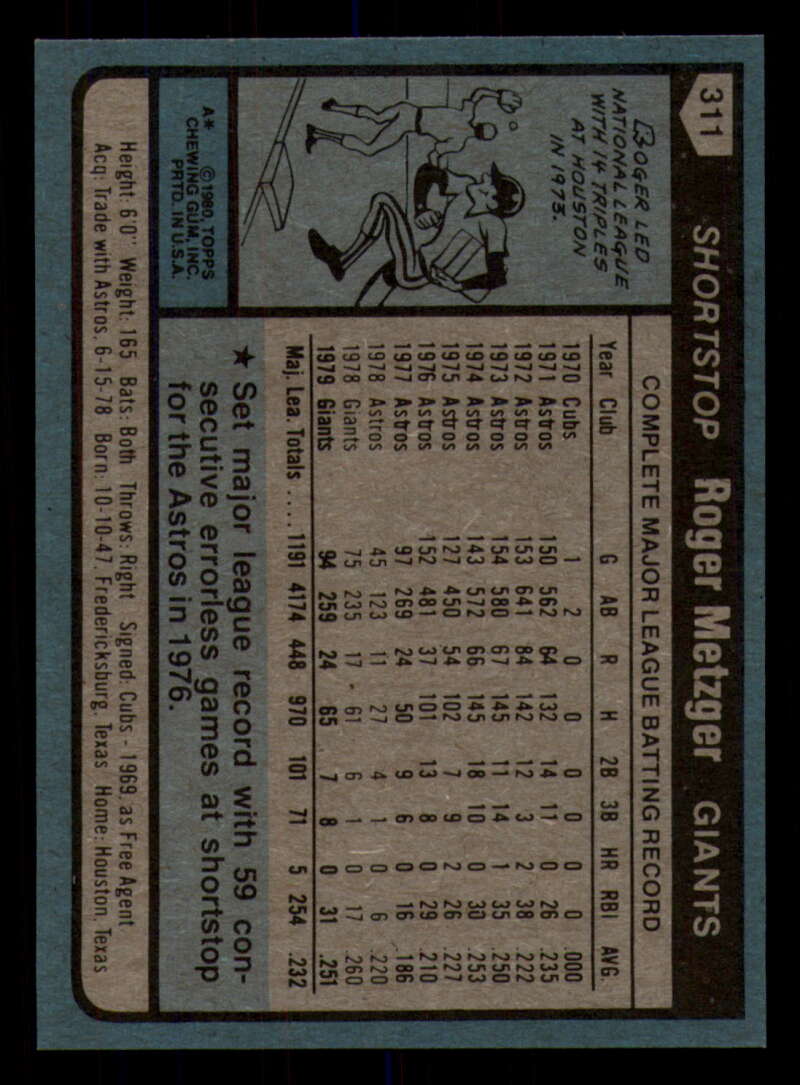 311 SHORTSTOP Roger Metzger GIANTS
ROGER LED
NATIONAL LEAGUE
WITH 14 TRIPLES
AT HOUSTON
IN 1973.
A* ©1980, TOPPS
CHEWING GUM, INC.
PRTD. IN U.S.A.
COMPLETE MAJOR LEAGUE BATTING RECORD
Year Club G AB R H 2B 3B HR RBI AVG.
1970 Cubs 1 2 0 0 0 0 0 0 .000
1971 Astros 150 562 64 132 14 11 0 26 .235
1972 Astros 153 641 84 142 12 3 2 38 .222
1973 Astros 154 580 67 145 11 14 1 35 .250
1974 Astros 143 572 66 145 18 10 0 30 .253
1975 Astros 127 450 54 102 7 9 2 26 .227
1976 Astros 152 481 37 101 13 8 0 29 .210
1977 Astros 97 269 24 50 9 6 0 16 .186
1978 Astros 45 123 11 27 4 1 0 6 .220
1978 Giants 75 235 17 61 6 1 0 17 .260
1979 Giants 94 259 24 65 7 8 0 31 .251
Maj. Lea. Totals .... 1191 4174 448 970 101 71 5 254 .232
★ Set major league record with 59 con-
secutive errorless games at shortstop
for the Astros in 1976.
Height: 6'0" Weight: 165 Bats: Both Throws: Right Signed: Cubs - 1969, as Free Agent
Acq: Trade with Astros, 6-15-78 Born: 10-10-47, Fredericksburg, Texas Home: Houston, Texas